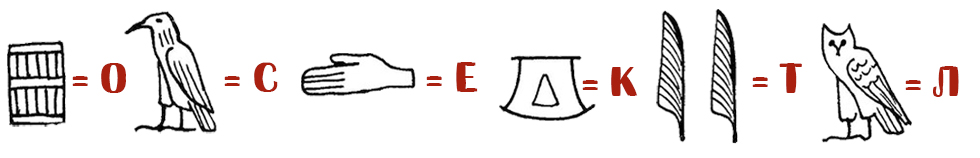 = О = С = Е = К = Т = Л